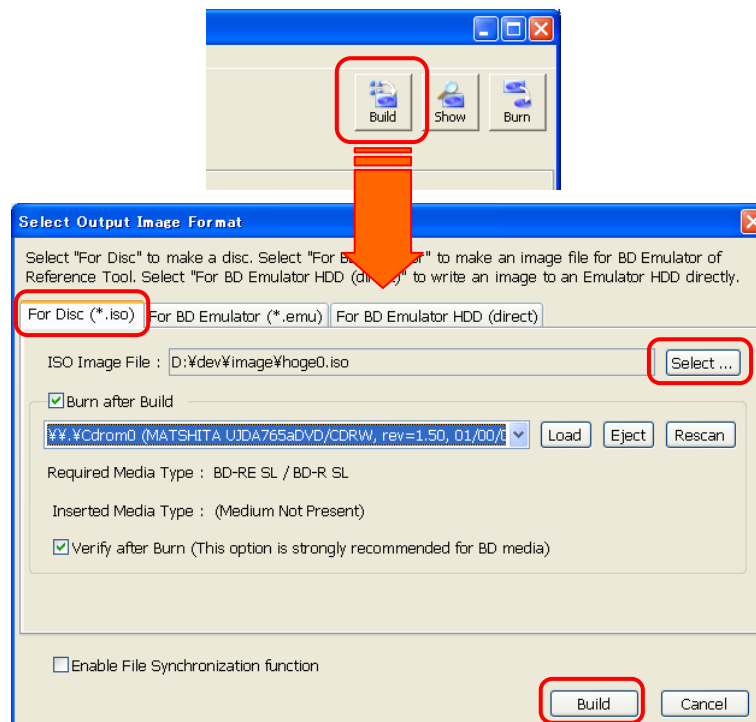 Build Show Burn
Select Output Image Format
Select "For Disc" to make a disc. Select "For B r" to make an image file for BD Emulator of
Reference Tool. Select "For BD Emulator HDD (direct)" to write an image to an Emulator HDD directly.
For Disc (*.iso) For BD Emulator (*.emu) For BD Emulator HDD (direct)
ISO Image File : D:¥dev¥image¥hoge0.iso Select ...
Burn after Build
¥¥.¥Cdrom0 (MATSHITA UJDA765aDVD/CDRW, rev=1.50, 01/00/0 Load Eject Rescan
Required Media Type : BD-RE SL / BD-R SL
Inserted Media Type : (Medium Not Present)
Verify after Burn (This option is strongly recommended for BD media)
Enable File Synchronization function
Build Cancel